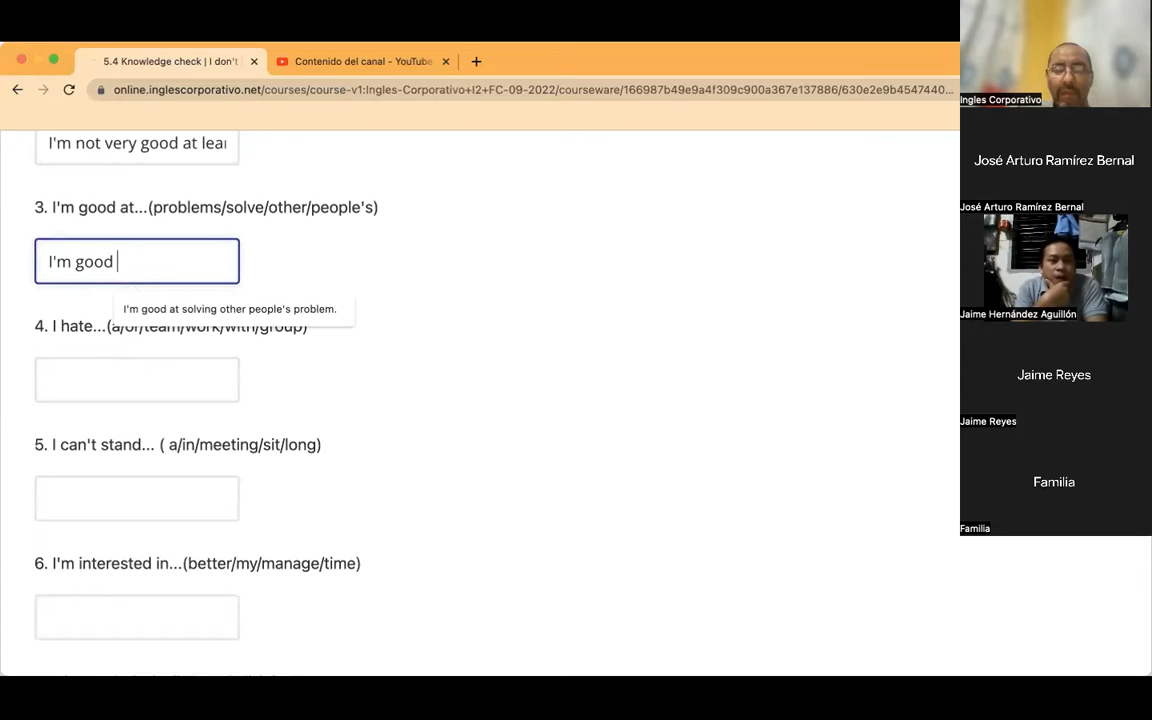 5.4 Knowledge check | I don't
Contenido del canal - YouTube
online.inglescorporativo.net/courses/course-v1:Ingles-Corporativo+I2+FC-09-2022/courseware/166987b49e9a4f309c900a367e137886/630e2e9b4547440...
I'm not very good at lear
3. I'm good at...(problems/solve/other/people's)
I'm good
I'm good at solving other people's problem.
4. I hate...(a/or/team/work/with/group)
5. I can't stand... ( a/in/meeting/sit/long)
6. I'm interested in...(better/my/manage/time)
Ingles Corporativo
José Arturo Ramírez Bernal
José Arturo Ramírez Bernal
Jaime Hernández Aguillón
Jaime Reyes
Jaime Reyes
Familia
Familia